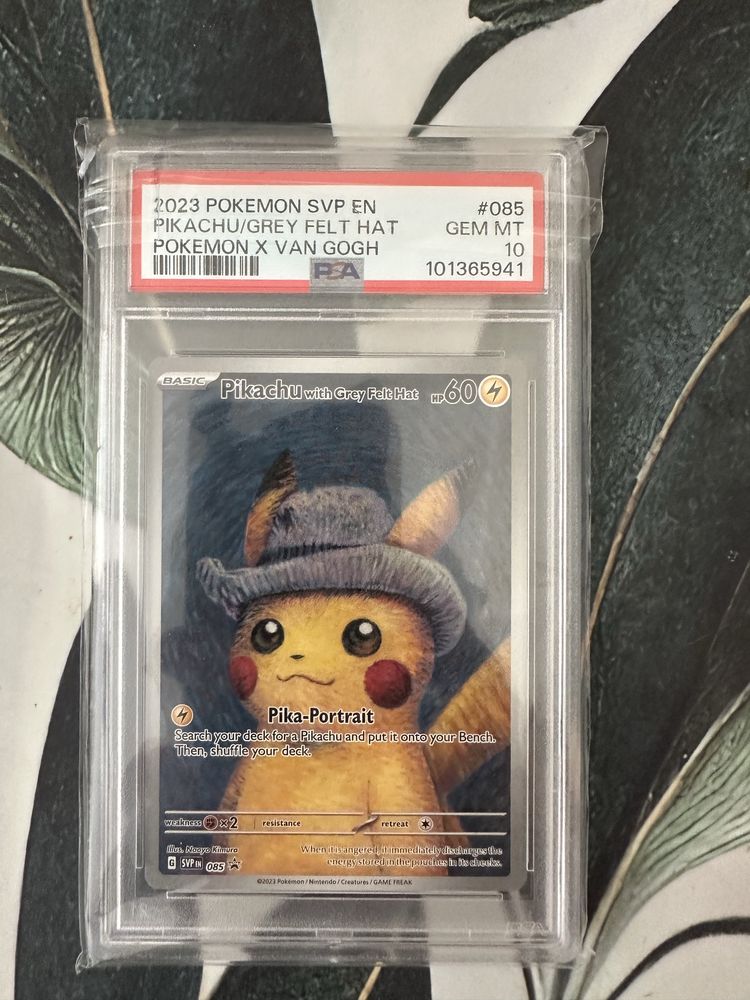 2023 POKEMON SVP EN #085
PIKACHU/GREY FELT HAT GEM MT
POKEMON X VAN GOGH 10
PSA 101365941
BASIC Pikachu with Grey Felt Hat HP60
Pika-Portrait
Search your deck for a Pikachu and put it onto your Bench.
Then, shuffle your deck.
weakness ×2 resistance retreat
Illus. Naoyo Kimura
When it is angered, it immediately discharges the
energy stored in the pouches in its cheeks.
G SVP EN 085
©2023 Pokémon / Nintendo / Creatures / GAME FREAK
PSA